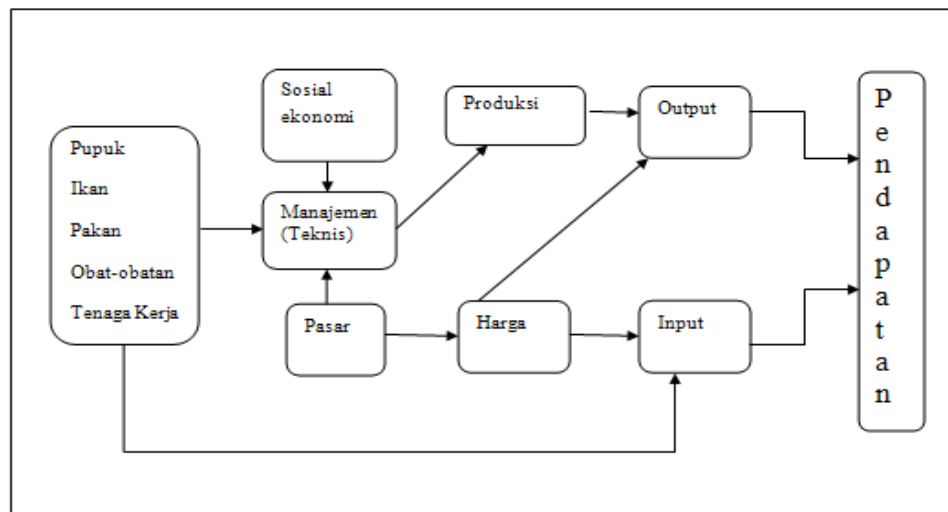 Pupuk
Ikan
Pakan
Obat-obatan
Tenaga Kerja
Sosial
ekonomi
Manajemen
(Teknis)
Pasar
Produksi
Harga
Output
Input
P
e
n
d
a
p
a
t
a
n